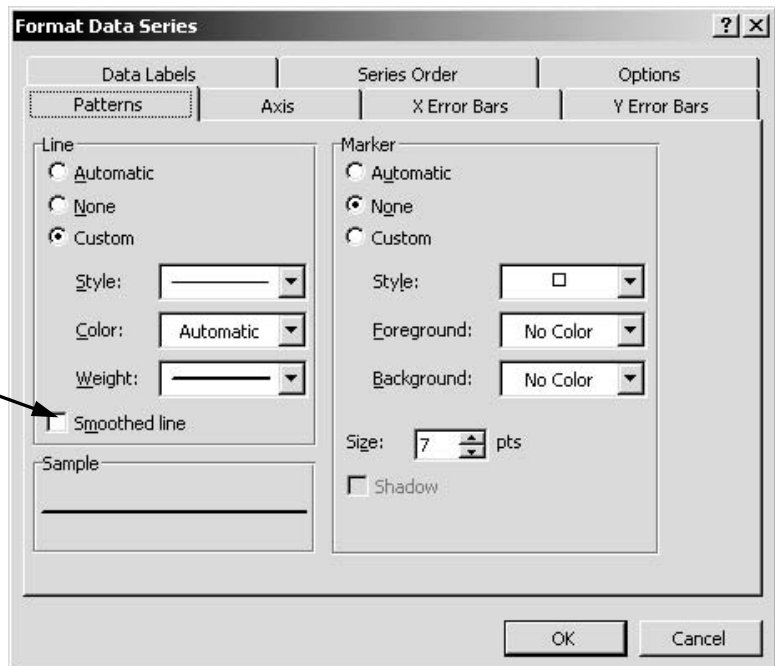 Format Data Series
Data Labels Series Order Options
Patterns Axis X Error Bars Y Error Bars
Line
Automatic
None
Custom
Style:
Color: Automatic
Weight:
Smoothed line
Sample
Marker
Automatic
None
Custom
Style:
Foreground: No Color
Background: No Color
Size: 7 pts
Shadow
OK Cancel